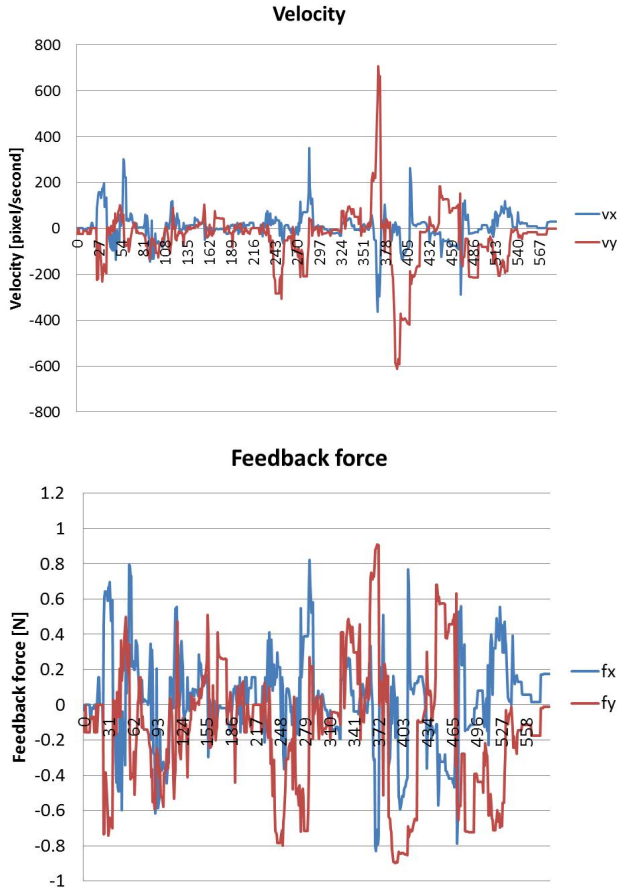 Velocity
800
600
400
200
0
-200
-400
-600
-800
Velocity [pixel/second]
0 27 54 81 108 135 162 189 216 243 270 297 324 351 378 405 432 459 486 513 540 567
vx
vy
Feedback force
1.2
1
0.8
0.6
0.4
0.2
0
-0.2
-0.4
-0.6
-0.8
-1
Feedback force [N]
0 31 62 93 124 155 186 217 248 279 310 341 372 403 434 465 496 527 558
fx
fy